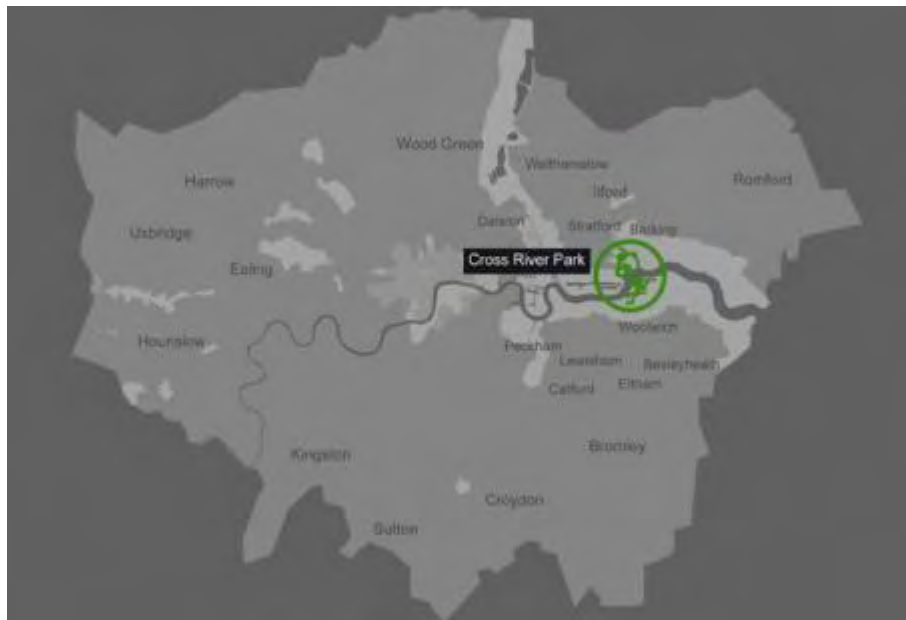 Wood Green
Walthamstow
Harrow
Romford
Ilford
Dalston
Stratford
Barking
Uxbridge
Cross River Park
Ealing
Woolwich
Hounslow
Peckham
Lewisham
Bexleyheath
Catford
Eltham
Bromley
Kingston
Croydon
Sutton